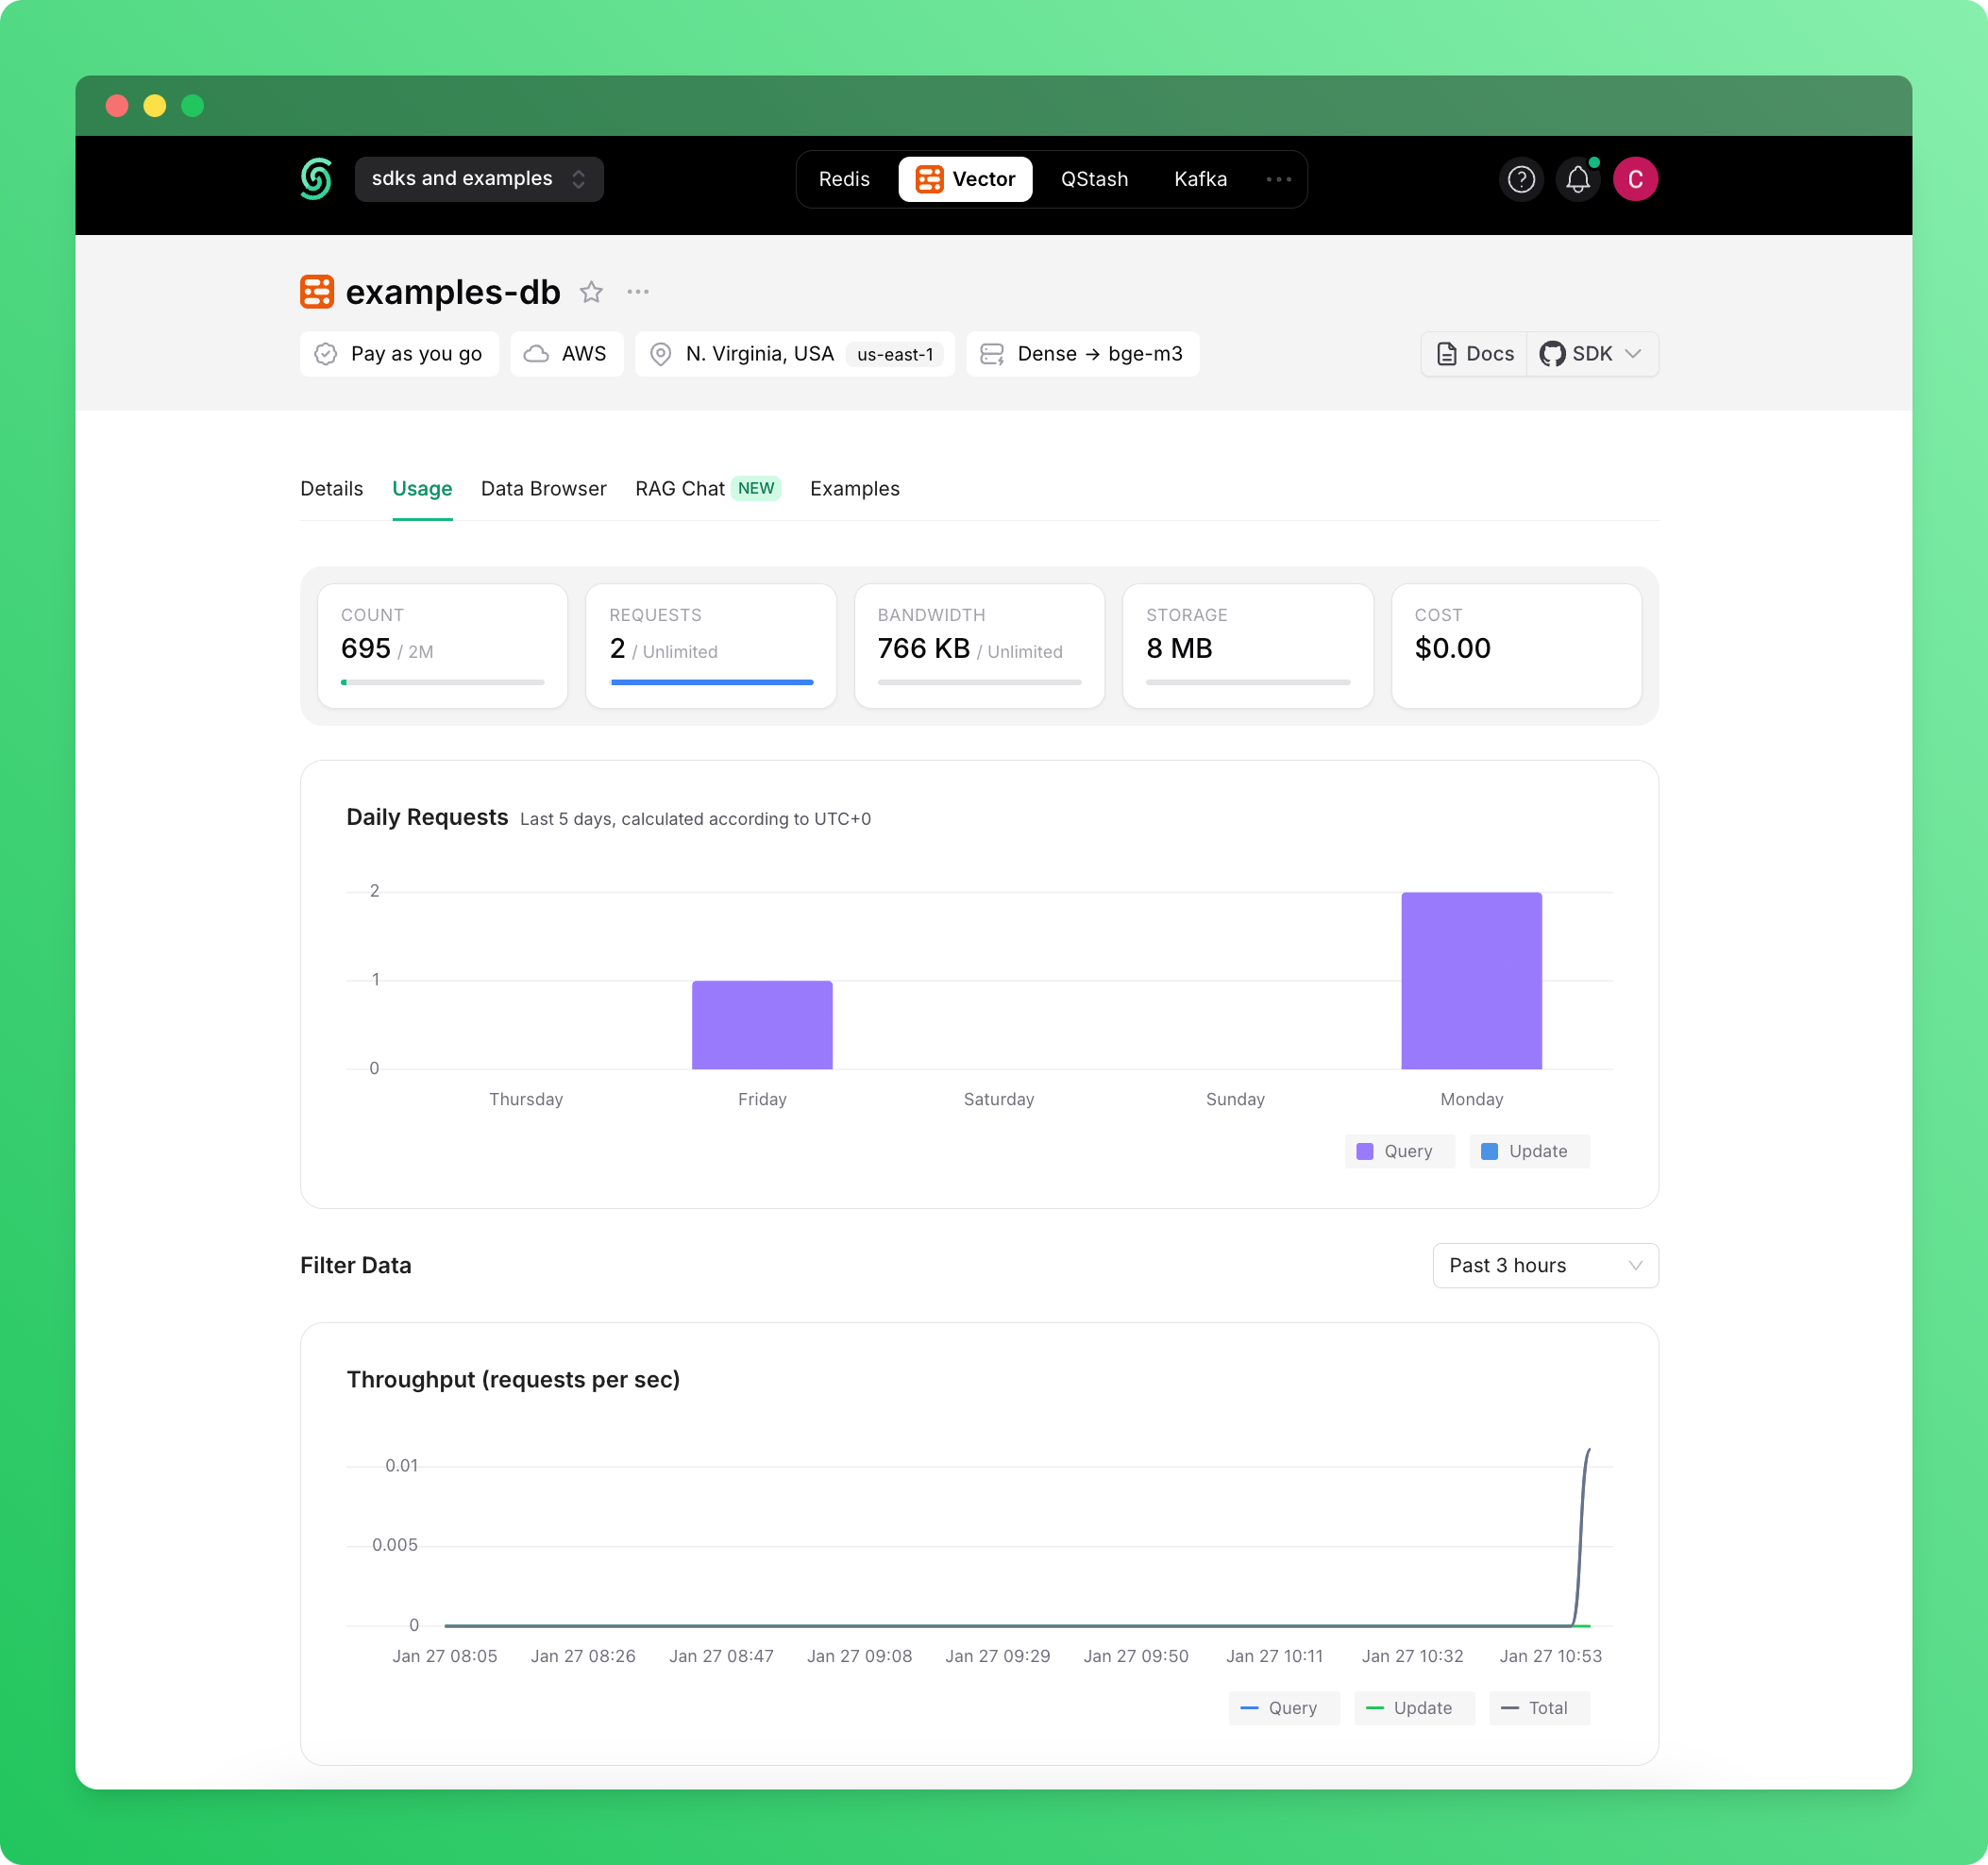 sdks and examples
Redis Vector QStash Kafka
C
examples-db
Pay as you go AWS N. Virginia, USA us-east-1 Dense → bge-m3 Docs SDK
Details Usage Data Browser RAG Chat NEW Examples
COUNT REQUESTS BANDWIDTH STORAGE COST
695 / 2M 2 / Unlimited 766 KB / Unlimited 8 MB $0.00
Daily Requests Last 5 days, calculated according to UTC+0
2
1
0
Thursday Friday Saturday Sunday Monday
Query Update
Filter Data Past 3 hours
Throughput (requests per sec)
0.01
0.005
0
Jan 27 08:05 Jan 27 08:26 Jan 27 08:47 Jan 27 09:08 Jan 27 09:29 Jan 27 09:50 Jan 27 10:11 Jan 27 10:32 Jan 27 10:53
Query Update Total